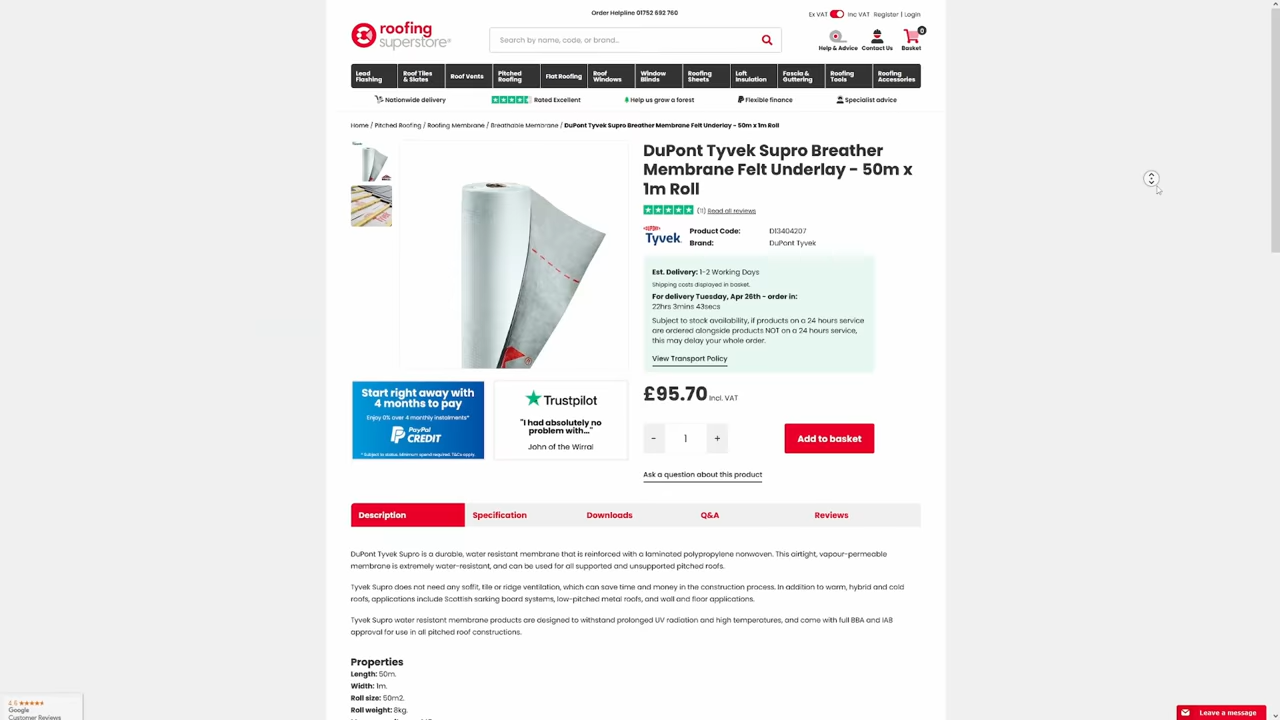 Order Helpline 01752 692 760
Ex VAT Inc VAT Register | Login
roofing
superstore®
Search by name, code, or brand...
0
Help & Advice Contact Us Basket
Lead Flashing
Roof Tiles & Slates
Roof Vents
Pitched Roofing
Flat Roofing
Roof Windows
Window Blinds
Roofing Sheets
Loft Insulation
Fascia & Guttering
Roofing Tools
Roofing Accessories
Nationwide delivery
Rated Excellent
Help us grow a forest
Flexible finance
Specialist advice
Home / Pitched Roofing / Roofing Membrane / Breathable Membrane / DuPont Tyvek Supro Breather Membrane Felt Underlay - 50m x 1m Roll
DuPont Tyvek Supro Breather
Membrane Felt Underlay - 50m x
1m Roll
(11) Read all reviews
Tyvek
Product Code: D13404207
Brand: DuPont Tyvek
Est. Delivery: 1-2 Working Days
Shipping costs displayed in basket.
For delivery Tuesday, Apr 26th - order in:
22hrs 3mins 43secs
Subject to stock availability, if products on a 24 hours service
are ordered alongside products NOT on a 24 hours service,
this may delay your whole order.
View Transport Policy
Start right away with
4 months to pay
Enjoy 0% over 4 monthly instalments*
PayPal
CREDIT
* Subject to status. Minimum spend required. T&Cs apply.
Trustpilot
"I had absolutely no
problem with..."
John of the Wirral
£95.70 Incl. VAT
- 1 +
Add to basket
Ask a question about this product
Description Specification Downloads Q&A Reviews
DuPont Tyvek Supro is a durable, water resistant membrane that is reinforced with a laminated polypropylene nonwoven. This airtight, vapour-permeable
membrane is extremely water-resistant, and can be used for all supported and unsupported pitched roofs.
Tyvek Supro does not need any soffit, tile or ridge ventilation, which can save time and money in the construction process. In addition to warm, hybrid and cold
roofs, applications include Scottish sarking board systems, low-pitched metal roofs, and wall and floor applications.
Tyvek Supro water resistant membrane products are designed to withstand prolonged UV radiation and high temperatures, and come with full BBA and IAB
approval for use in all pitched roof constructions.
Properties
Length: 50m.
Width: 1m.
Roll size: 50m2.
Roll weight: 8kg.
4.6
Google
Customer Reviews
Leave a message